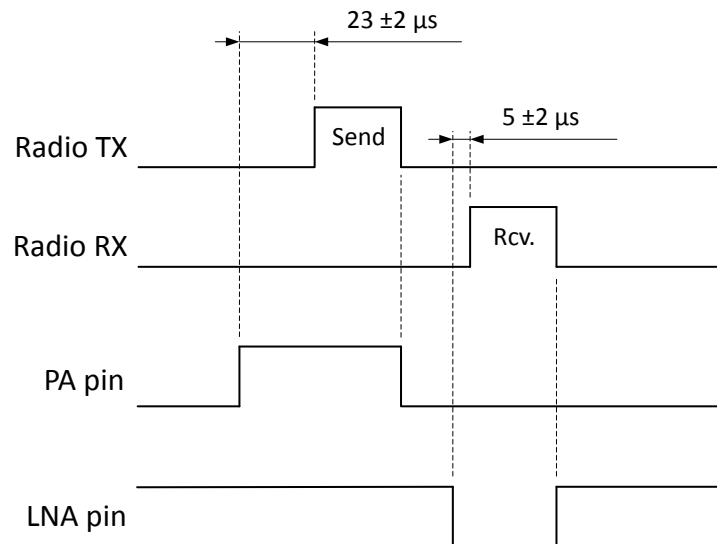 23 ±2 µs
5 ±2 µs
Radio TX
Send
Radio RX
Rcv.
PA pin
LNA pin